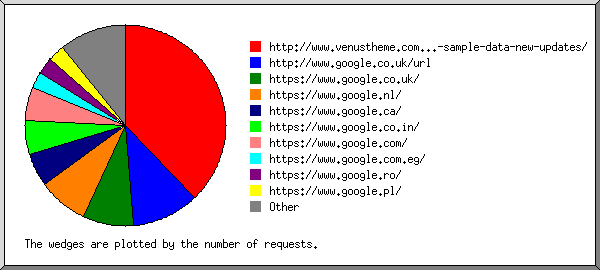 http://www.venustheme.com...-sample-data-new-updates/
http://www.google.co.uk/url
https://www.google.co.uk/
https://www.google.nl/
https://www.google.ca/
https://www.google.co.in/
https://www.google.com/
https://www.google.com.eg/
https://www.google.ro/
https://www.google.pl/
Other
The wedges are plotted by the number of requests.